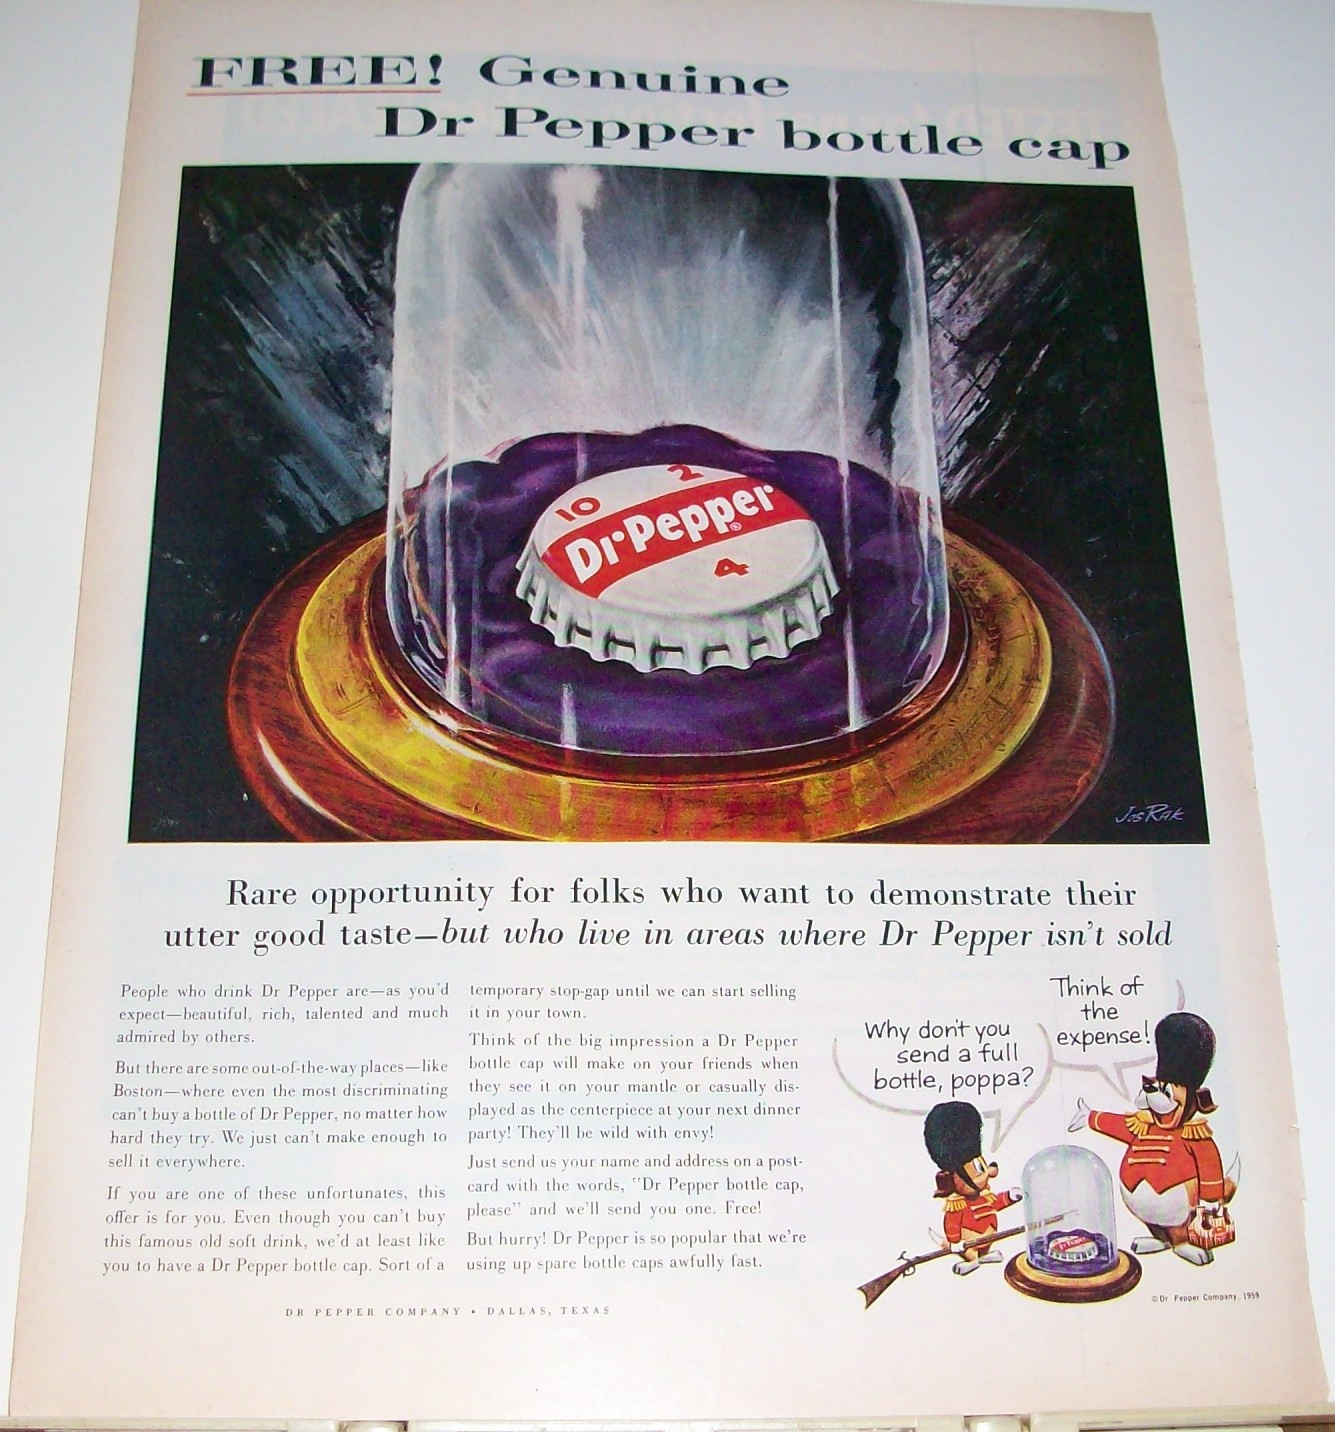 FREE! Genuine
Dr Pepper bottle cap
10 2
Dr Pepper ®
4
Jos Rak
Rare opportunity for folks who want to demonstrate their
utter good taste—but who live in areas where Dr Pepper isn't sold
People who drink Dr Pepper are—as you'd
expect—beautiful, rich, talented and much
admired by others.
But there are some out-of-the-way places—like
Boston—where even the most discriminating
can't buy a bottle of Dr Pepper, no matter how
hard they try. We just can't make enough to
sell it everywhere.
If you are one of these unfortunates, this
offer is for you. Even though you can't buy
this famous old soft drink, we'd at least like
you to have a Dr Pepper bottle cap. Sort of a
temporary stop-gap until we can start selling
it in your town.
Think of the big impression a Dr Pepper
bottle cap will make on your friends when
they see it on your mantle or casually dis-
played as the centerpiece at your next dinner
party! They'll be wild with envy!
Just send us your name and address on a post-
card with the words, "Dr Pepper bottle cap,
please" and we'll send you one. Free!
But hurry! Dr Pepper is so popular that we're
using up spare bottle caps awfully fast.
Why don't you
send a full
bottle, poppa?
Think of
the
expense!
Dr Pepper
© Dr Pepper Company, 1959
DR PEPPER COMPANY • DALLAS, TEXAS